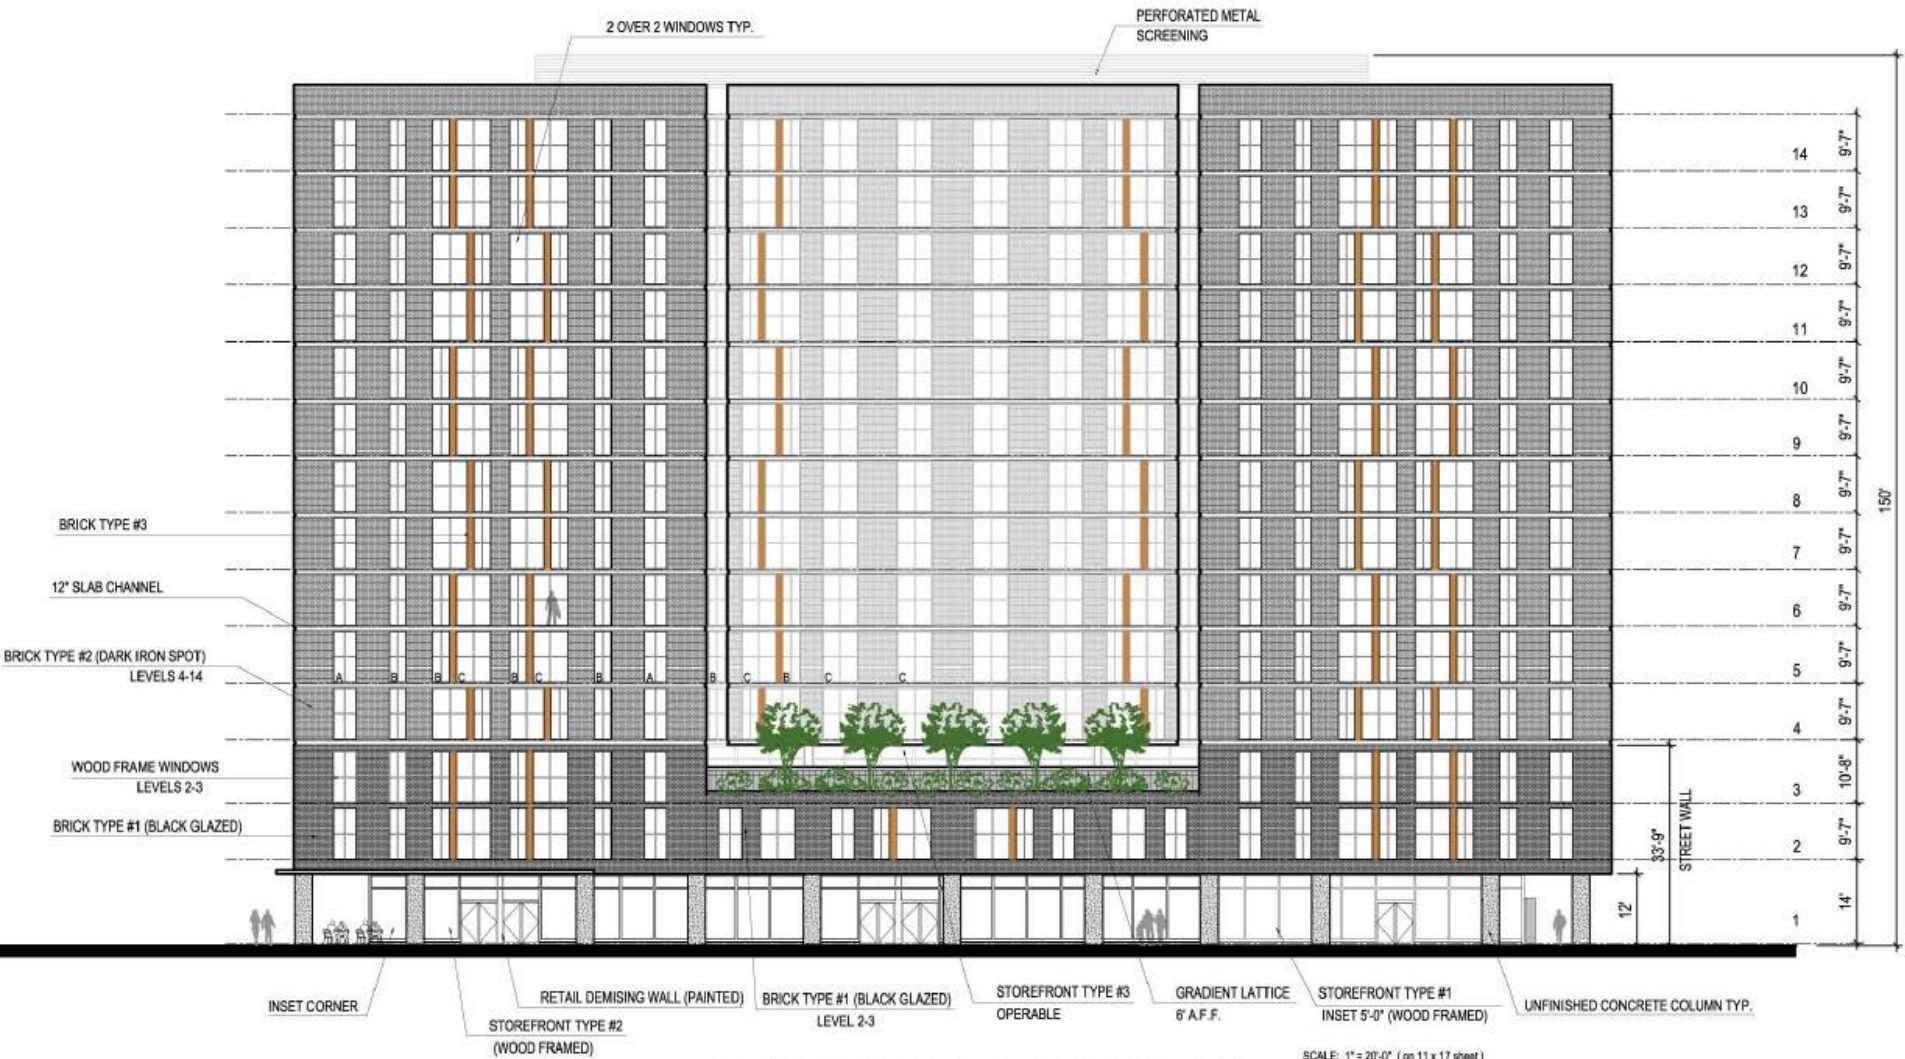 2 OVER 2 WINDOWS TYP.
PERFORATED METAL
SCREENING
14 9'-7"
13 9'-7"
12 9'-7"
11 9'-7"
10 9'-7"
9 9'-7"
8 9'-7"
7 9'-7"
6 9'-7"
5 9'-7"
4 9'-7"
3 10'-8"
2 9'-7"
1 14'
150'
33'-9"
STREET WALL
12'
BRICK TYPE #3
12" SLAB CHANNEL
BRICK TYPE #2 (DARK IRON SPOT)
LEVELS 4-14
A B B C B C B A B C B C C
WOOD FRAME WINDOWS
LEVELS 2-3
BRICK TYPE #1 (BLACK GLAZED)
INSET CORNER
STOREFRONT TYPE #2
(WOOD FRAMED)
RETAIL DEMISING WALL (PAINTED)
BRICK TYPE #1 (BLACK GLAZED)
LEVEL 2-3
STOREFRONT TYPE #3
OPERABLE
GRADIENT LATTICE
6' A.F.F.
STOREFRONT TYPE #1
INSET 5'-0" (WOOD FRAMED)
UNFINISHED CONCRETE COLUMN TYP.
SCALE: 1" = 20'-0" ( on 11 x 17 sheet )